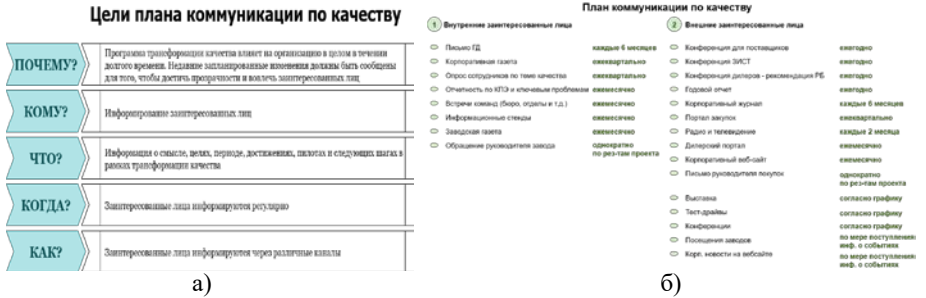 Цели плана коммуникации по качеству
ПОЧЕМУ?
Программа трансформации качества влияет на организацию в целом в течении
долгого времени. Недавние запланированные изменения должны быть сообщены
для того, чтобы достичь прозрачности и вовлечь заинтересованных лиц
КОМУ?
Информирование заинтересованных лиц
ЧТО?
Информация о смысле, целях, периоде, достижениях, пилотах и следующих шагах в
рамках трансформации качества
КОГДА?
Заинтересованные лица информируются регулярно
КАК?
Заинтересованные лица информируются через различные каналы
а)
План коммуникации по качеству
1 Внутренние заинтересованные лица
Письмо ГД каждые 6 месяцев
Корпоративная газета ежеквартально
Опрос сотрудников по теме качества ежеквартально
Отчетность по КПЭ и ключевым проблемам ежемесячно
Встречи команд (бюро, отделы и т.д.) ежемесячно
Информационные стенды ежемесячно
Заводская газета ежемесячно
Обращение руководителя завода однократно
по рез-там проекта
2 Внешние заинтересованные лица
Конференция для поставщиков ежегодно
Конференция ЗИСТ ежегодно
Конференция дилеров - рекомендация РБ ежегодно
Годовой отчет ежегодно
Корпоративный журнал каждые 6 месяцев
Портал закупок ежеквартально
Радио и телевидение каждые 2 месяца
Дилерский портал ежемесячно
Корпоративный веб-сайт ежемесячно
Письмо руководителя покупок однократно
по рез-там проекта
Выставка согласно графику
Тест-драйвы согласно графику
Конференции согласно графику
Посещения заводов по мере поступления
инф. о событиях
Корп. новости на вебсайте по мере поступления
инф. о событиях
б)